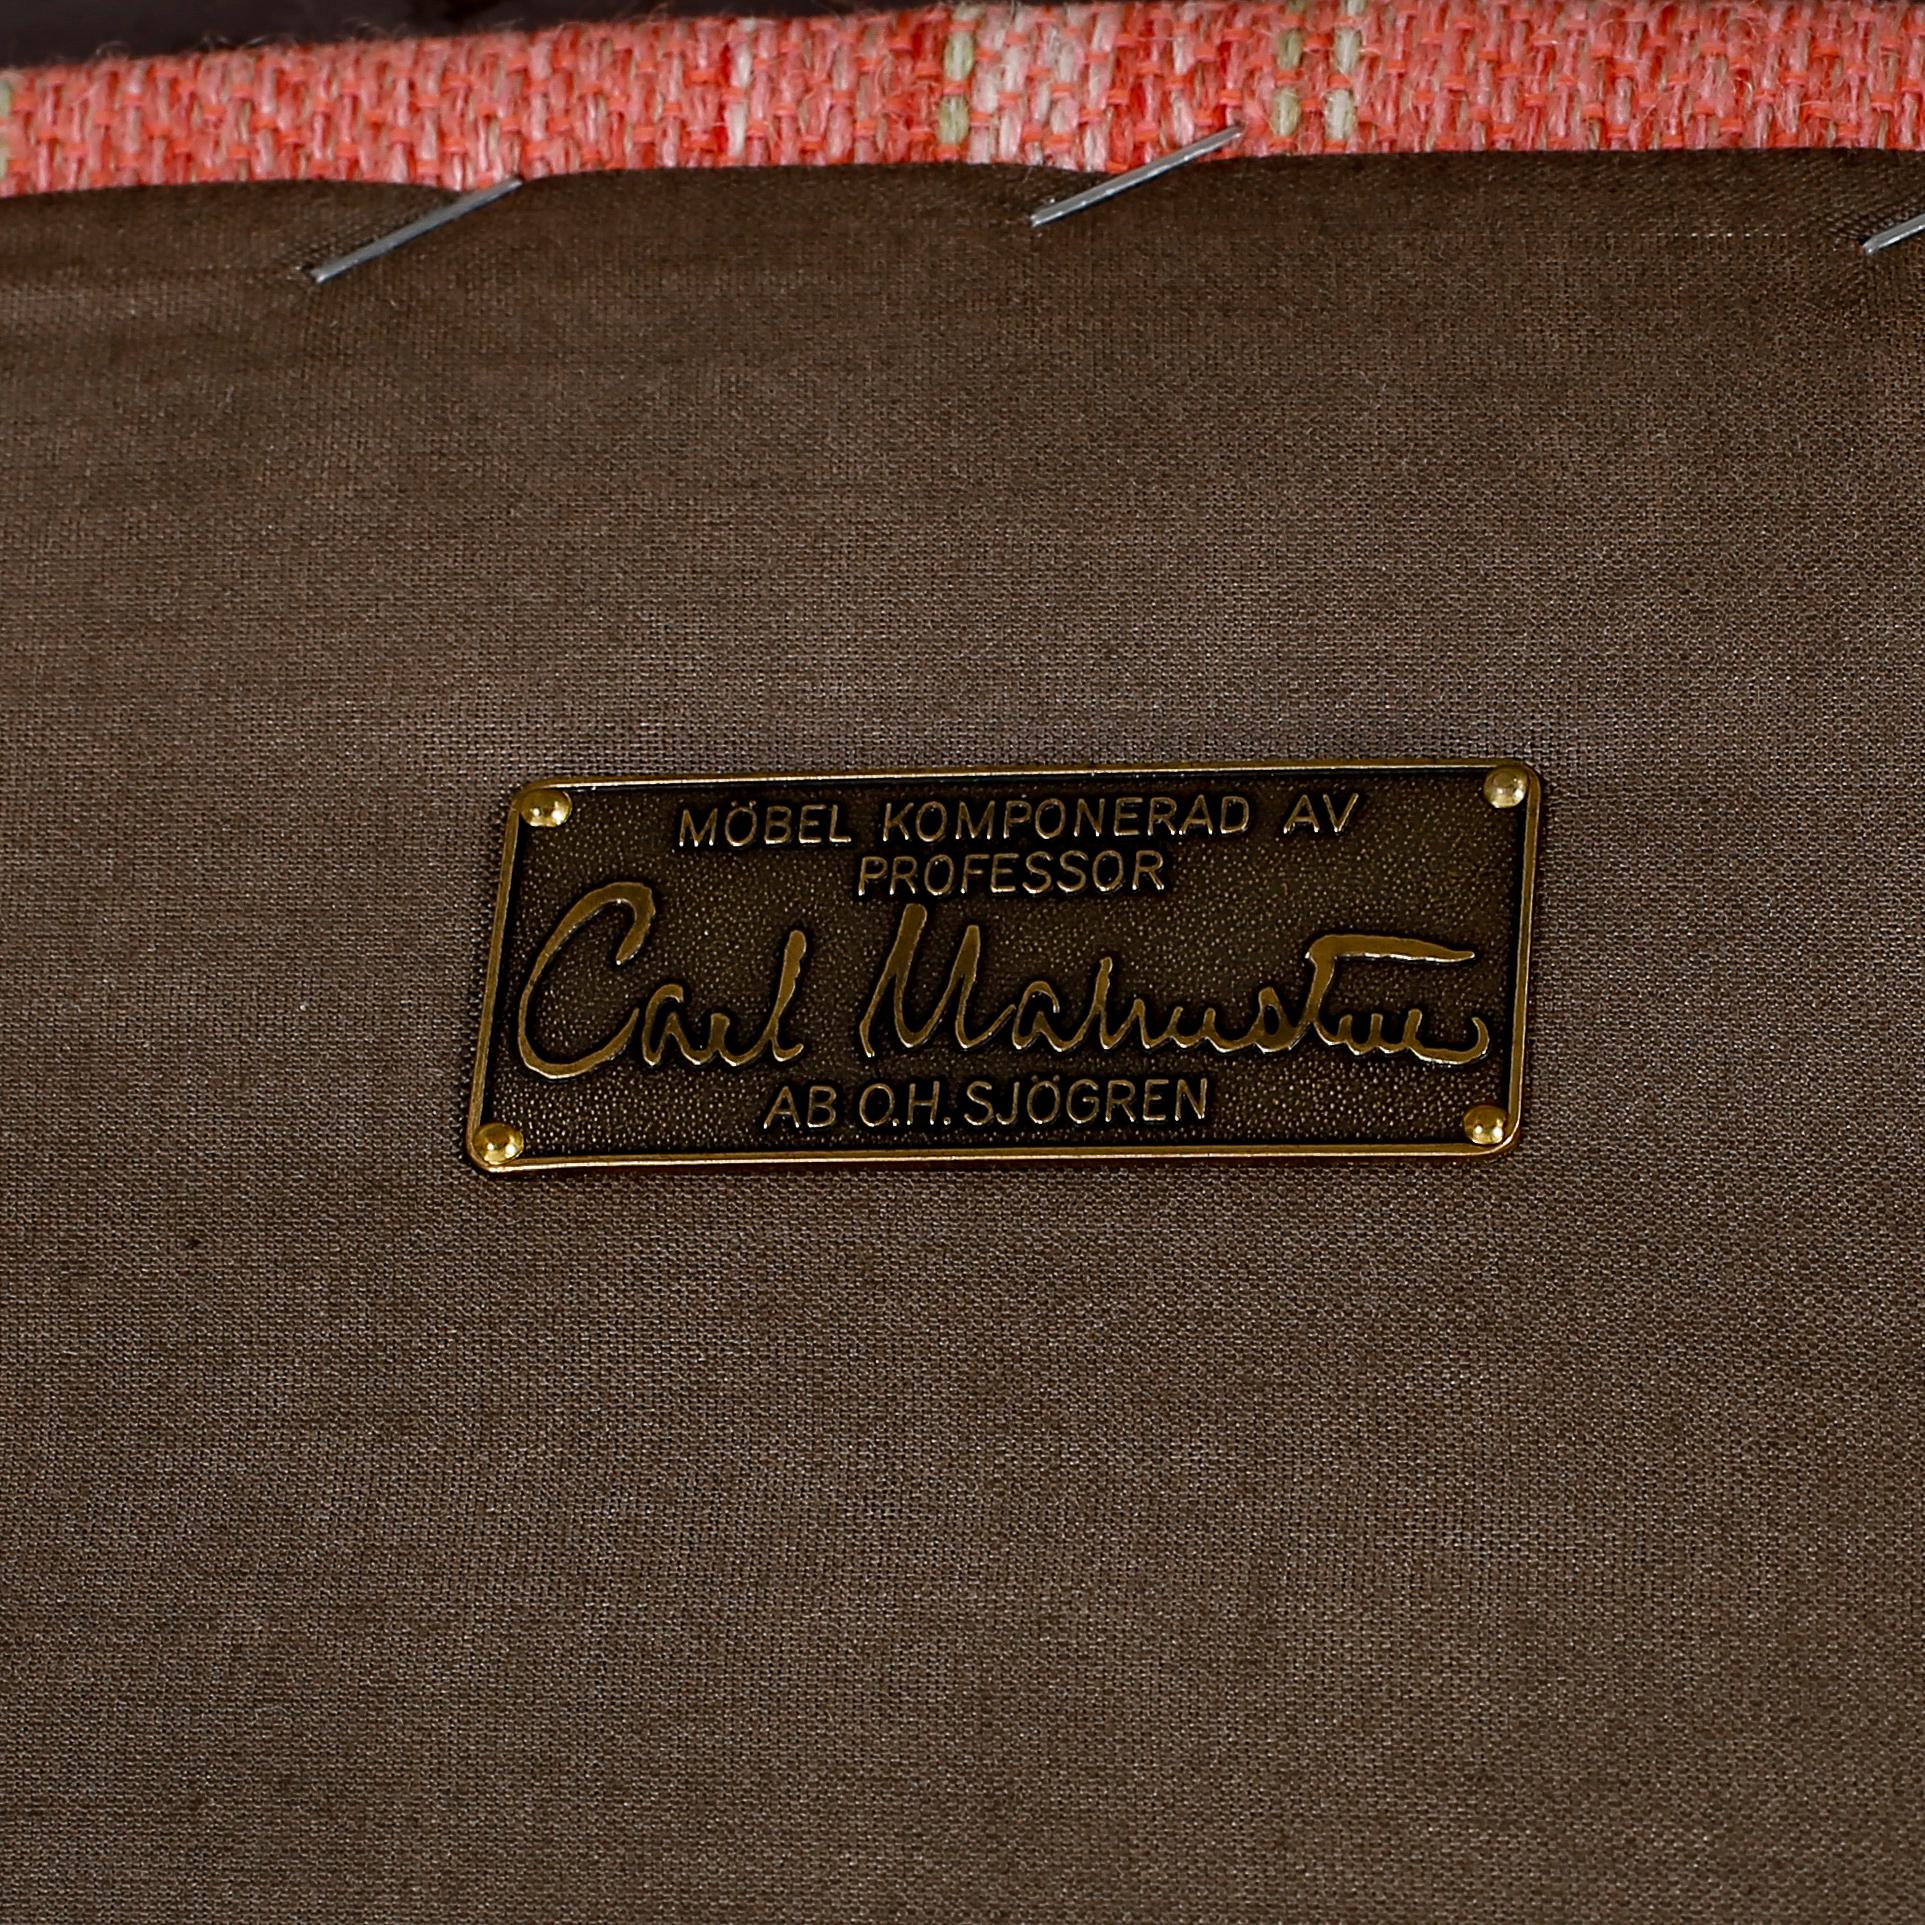 MÖBEL KOMPONERAD AV
PROFESSOR
Carl Malmsten
AB O.H. SJÖGREN